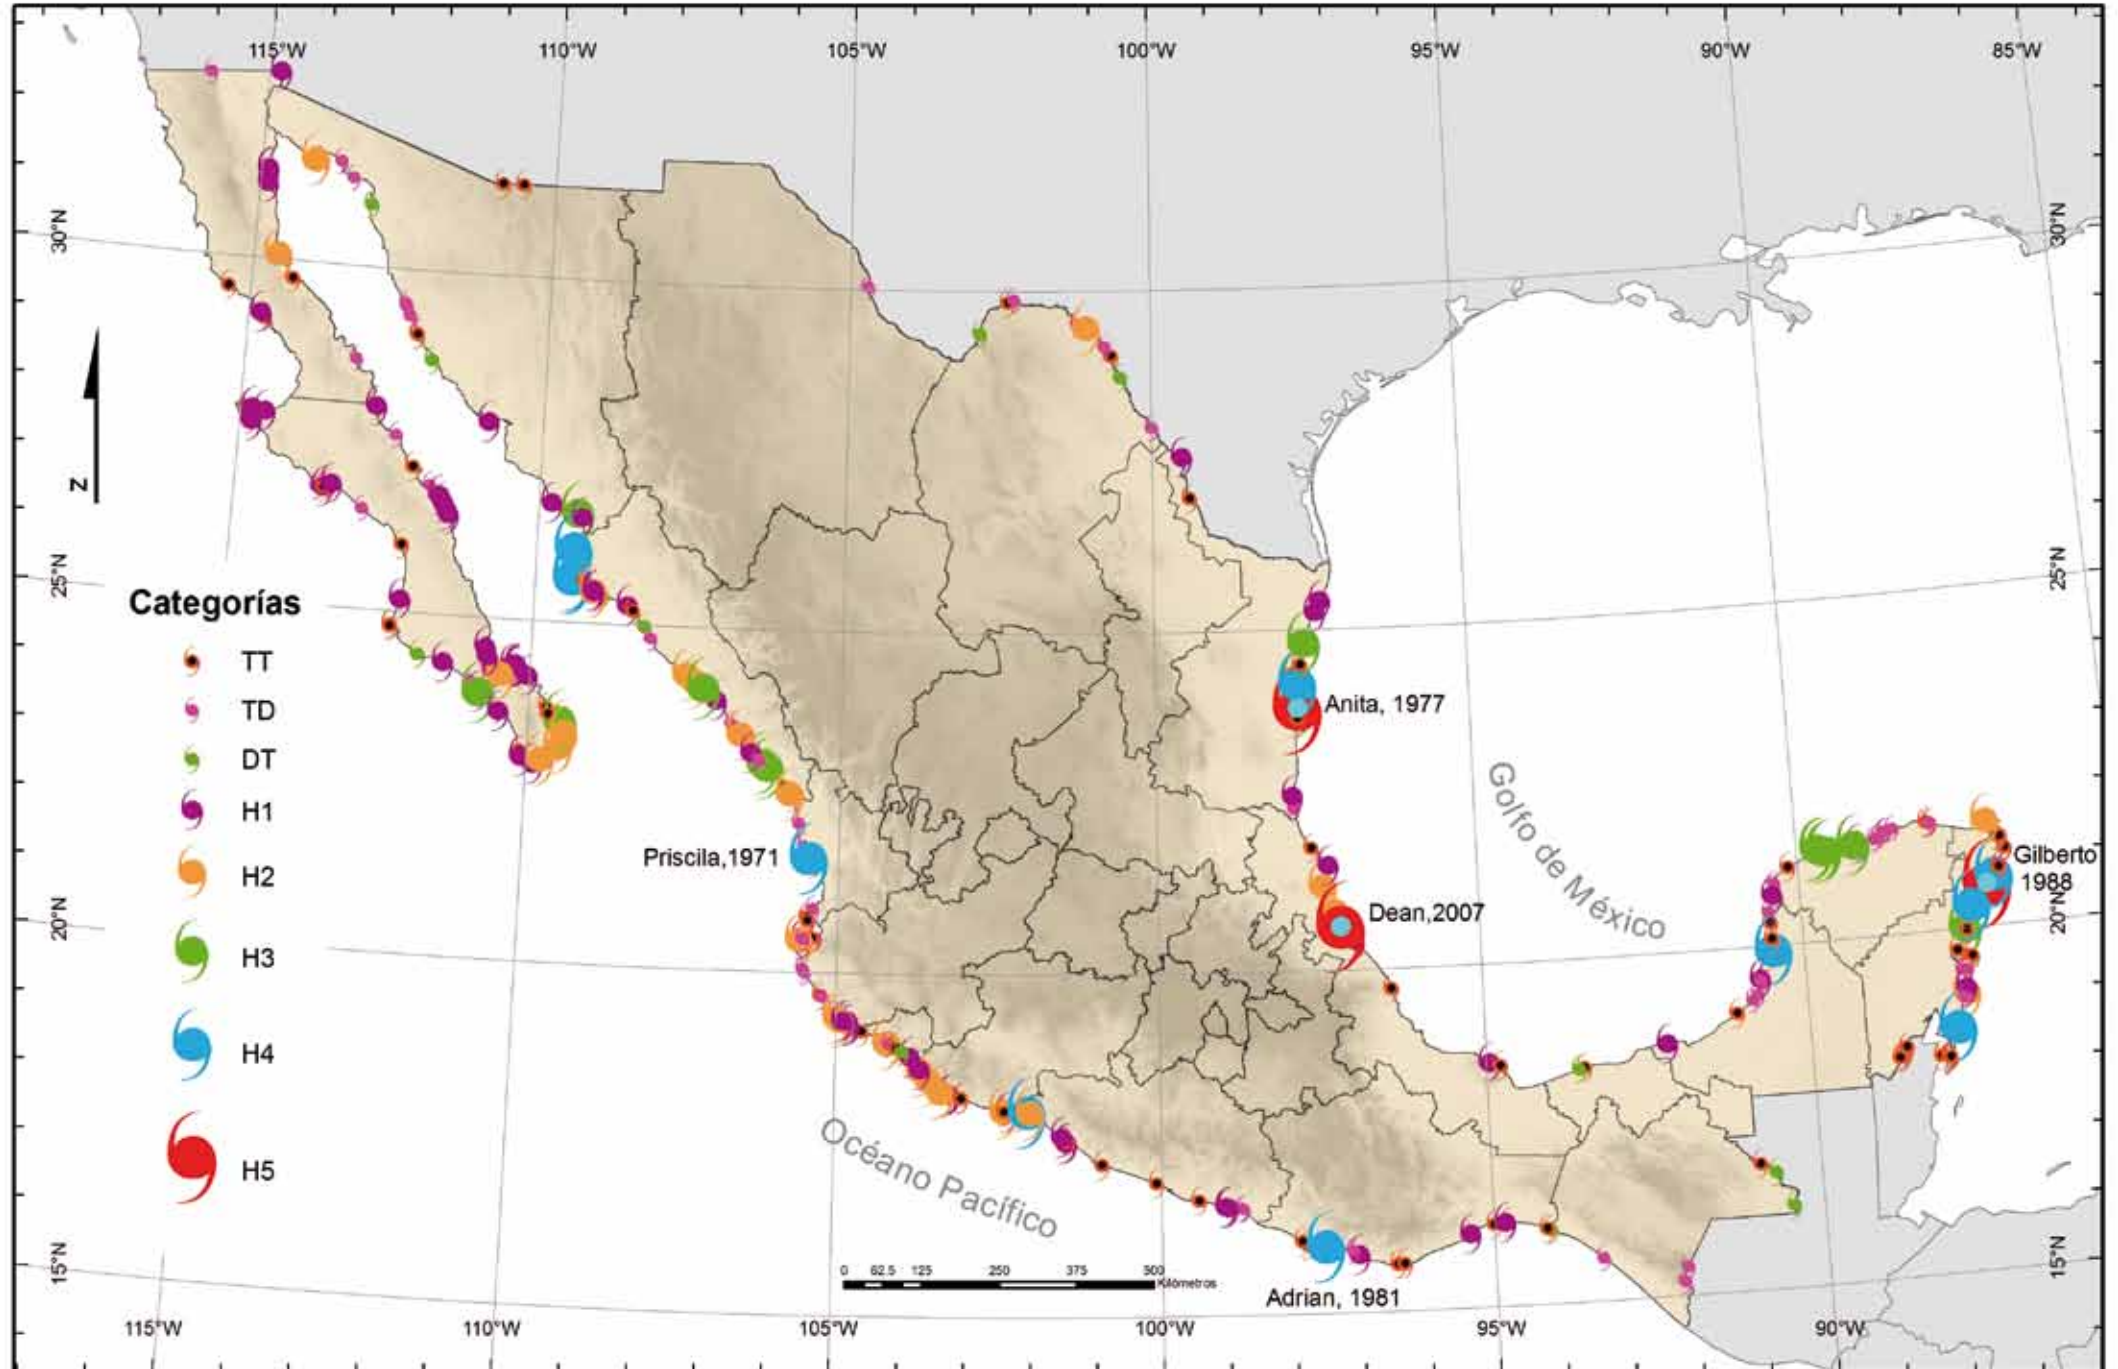 115°W 110°W 105°W 100°W 95°W 90°W 85°W
30°N
30°N
25°N
25°N
20°N
20°N
15°N
15°N
N
Categorías
TT
TD
DT
H1
H2
H3
H4
H5
Anita, 1977
Priscila,1971
Dean,2007
Gilberto
1988
Adrian, 1981
Golfo de México
Océano Pacífico
0 62.5 125 250 375 500
Kilómetros
115°W 110°W 105°W 100°W 95°W 90°W